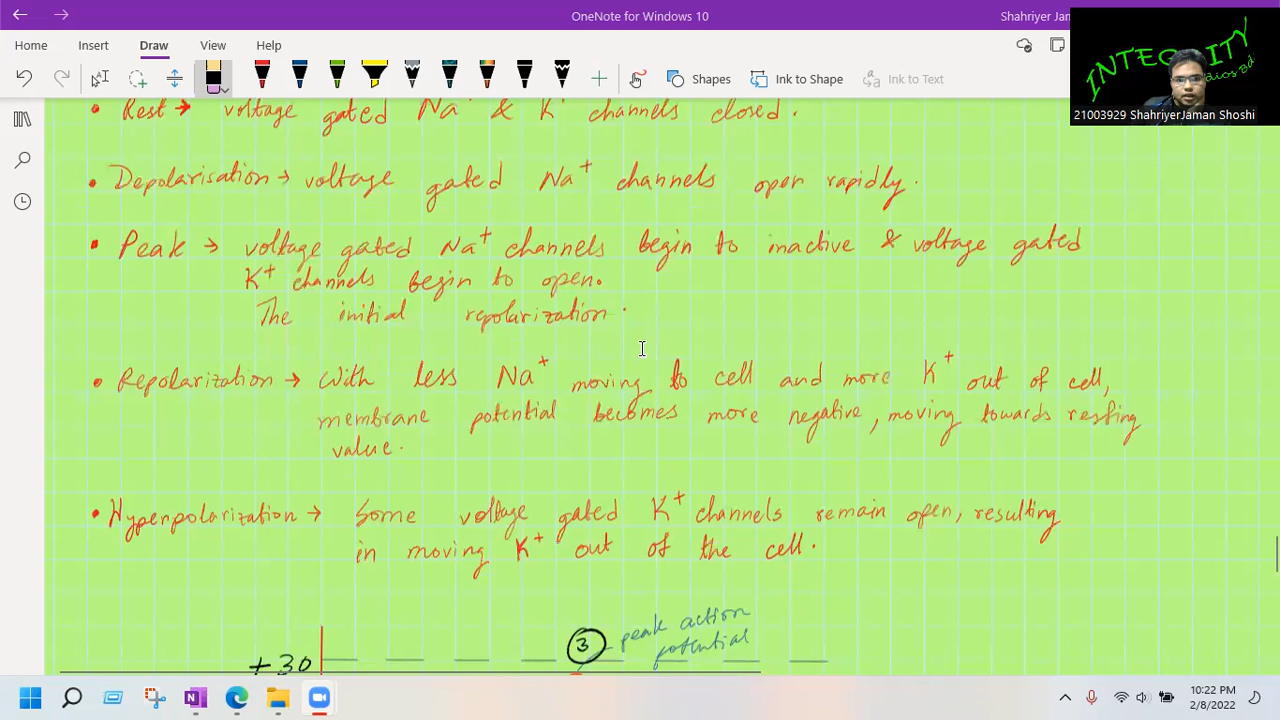 OneNote for Windows 10
Shahriyer Jaman
Home Insert Draw View Help
Shapes Ink to Shape Ink to Text
INTEGRITY
21003929 ShahriyerJaman Shoshi
• Rest → voltage gated Na & K channels closed.
• Depolarisation → voltage gated Na+ channels open rapidly.
• Peak → voltage gated Na+ channels begin to inactive & voltage gated
K+ channels begin to open.
The initial repolarization.
• Repolarization → With less Na+ moving to cell and more K+ out of cell,
membrane potential becomes more negative, moving towards resting
value.
• Hyperpolarization → Some voltage gated K+ channels remain open, resulting
in moving K+ out of the cell.
3 peak action
potential
+30
10:22 PM
2/8/2022